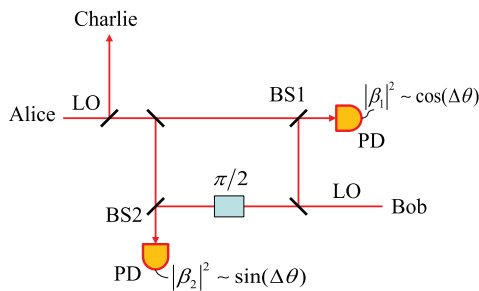 Charlie
LO
Alice
BS1
|β₁|² ~ cos(Δθ)
PD
π/2
LO
BS2
Bob
PD
|β₂|² ~ sin(Δθ)